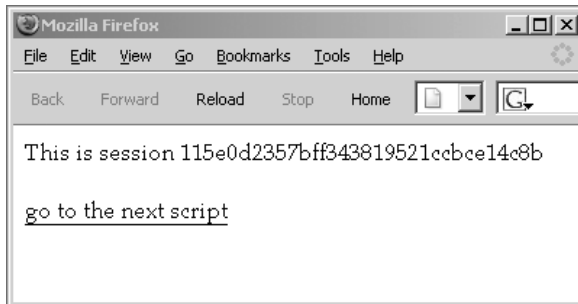 Mozilla Firefox
File Edit View Go Bookmarks Tools Help
Back Forward Reload Stop Home G
This is session 115e0d2357bff343819521ccbce14c8b
go to the next script